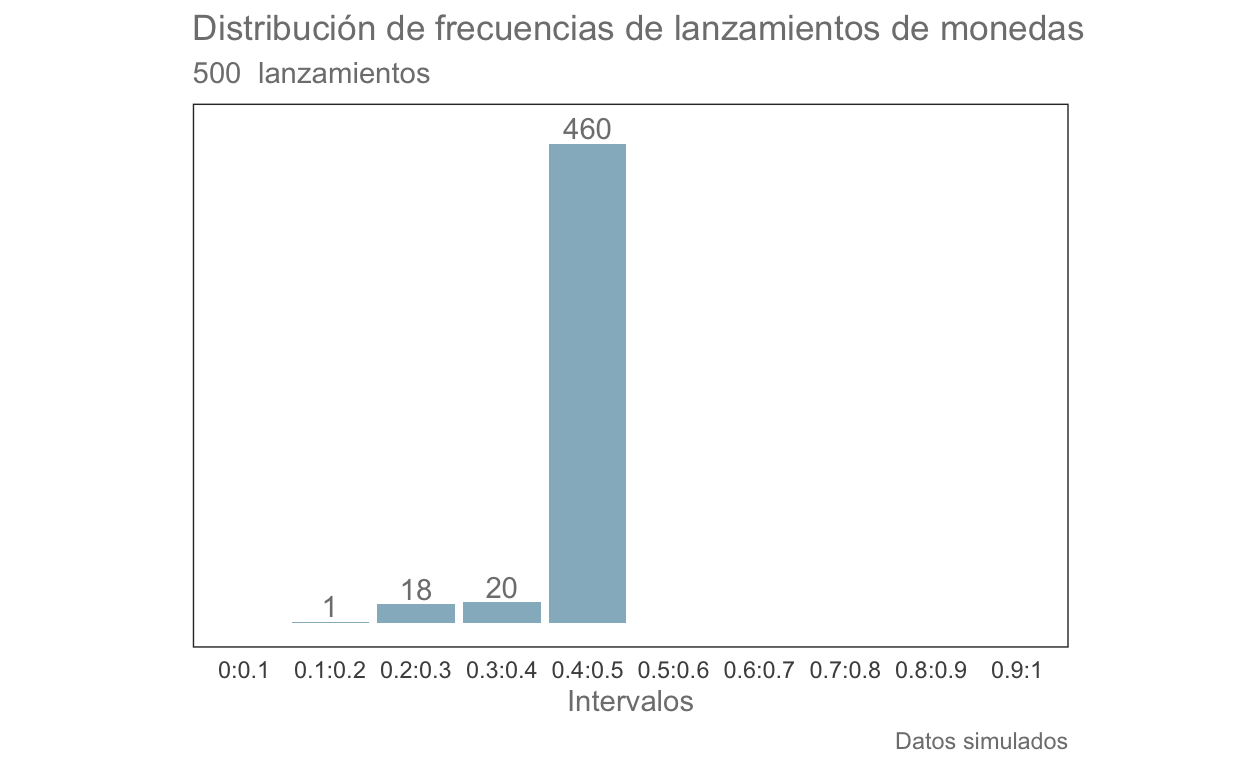 Distribución de frecuencias de lanzamientos de monedas
500  lanzamientos
460
1
18
20
0:0.1 0.1:0.2 0.2:0.3 0.3:0.4 0.4:0.5 0.5:0.6 0.6:0.7 0.7:0.8 0.8:0.9 0.9:1
Intervalos
Datos simulados